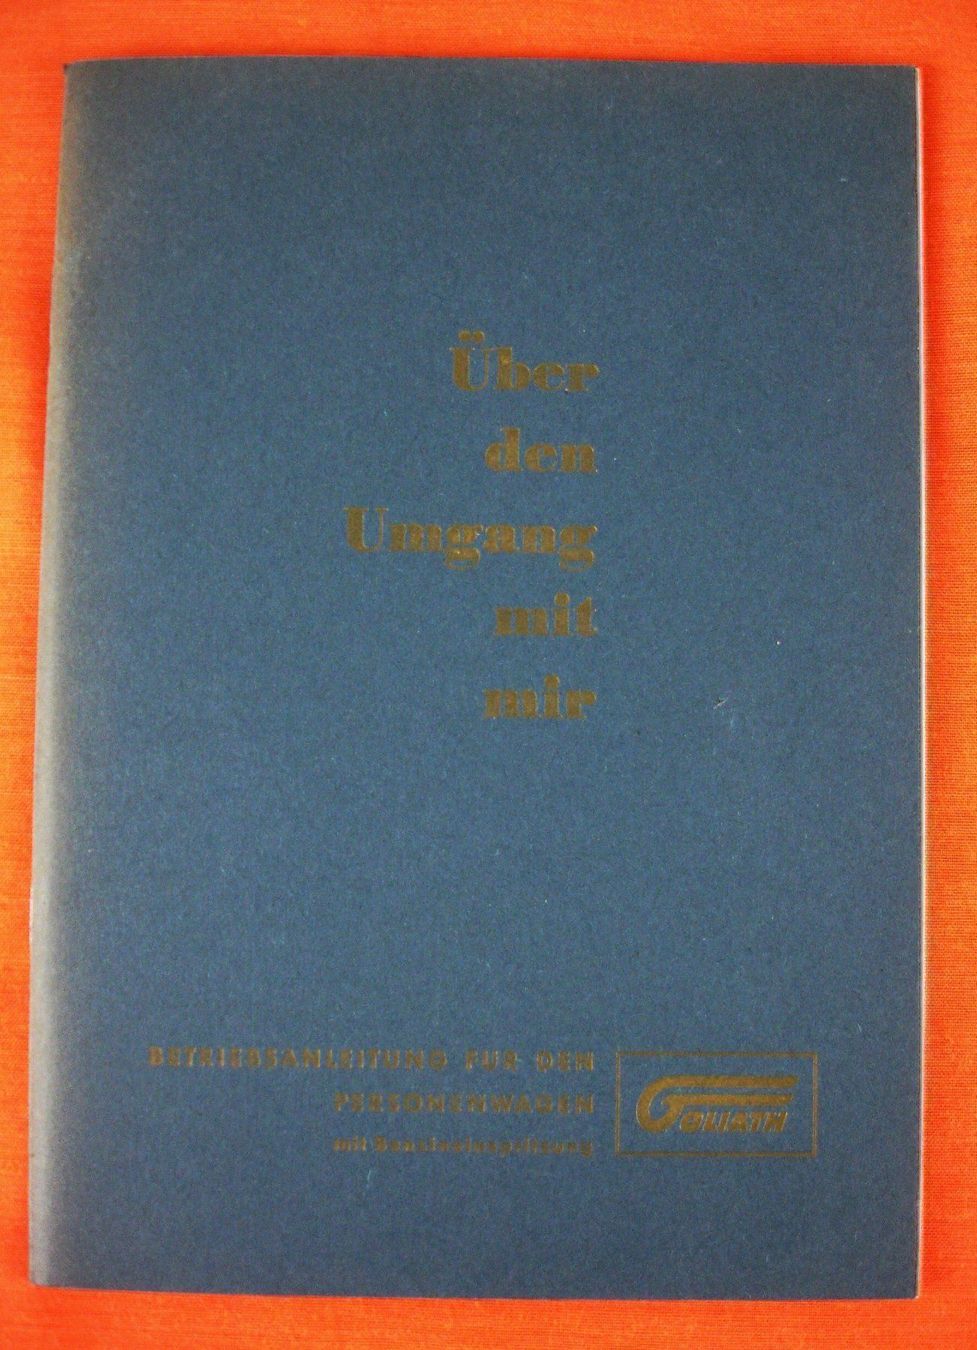 Über
den
Umgang
mit
mir
BETRIEBSANLEITUNG FÜR DEN
PERSONENWAGEN
mit Benzineinspritzung
GOLIATH